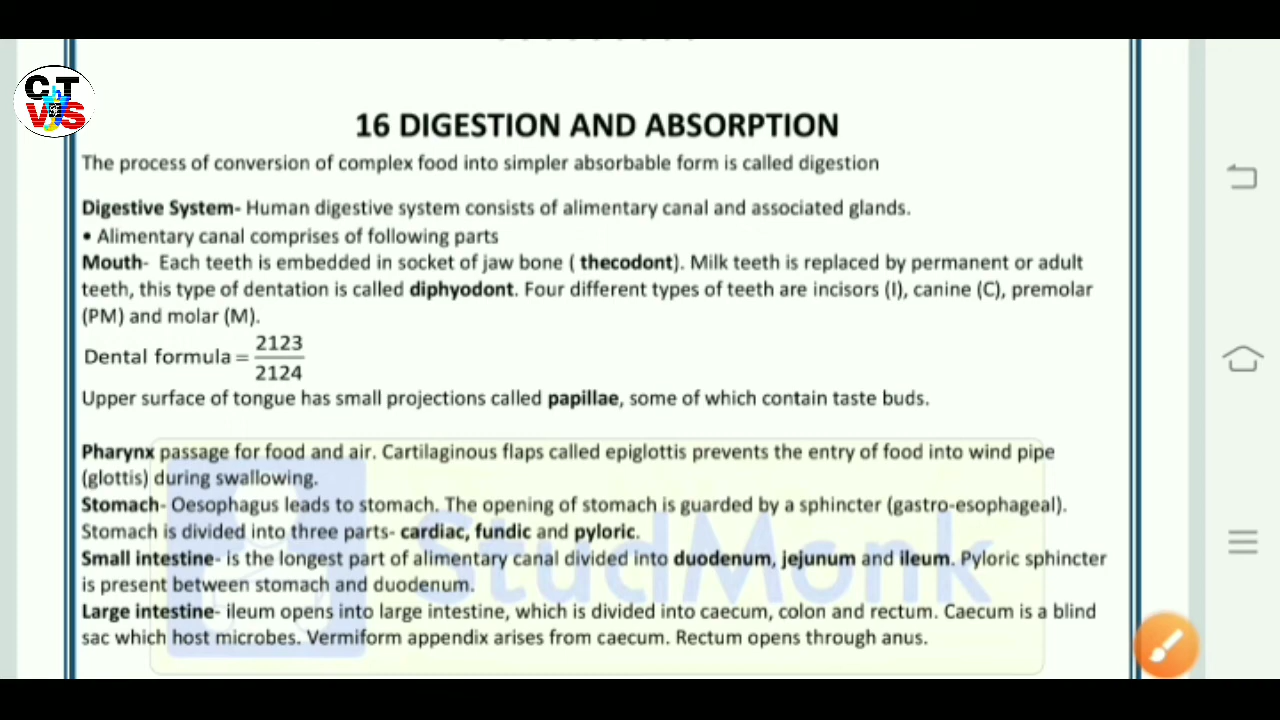 CT
VS
16 DIGESTION AND ABSORPTION
The process of conversion of complex food into simpler absorbable form is called digestion
Digestive System- Human digestive system consists of alimentary canal and associated glands.
• Alimentary canal comprises of following parts
Mouth- Each teeth is embedded in socket of jaw bone ( thecodont). Milk teeth is replaced by permanent or adult
teeth, this type of dentation is called diphyodont. Four different types of teeth are incisors (I), canine (C), premolar
(PM) and molar (M).
Dental formula = 2123
2124
Upper surface of tongue has small projections called papillae, some of which contain taste buds.
Pharynx passage for food and air. Cartilaginous flaps called epiglottis prevents the entry of food into wind pipe
(glottis) during swallowing.
Stomach- Oesophagus leads to stomach. The opening of stomach is guarded by a sphincter (gastro-esophageal).
Stomach is divided into three parts- cardiac, fundic and pyloric.
Small intestine- is the longest part of alimentary canal divided into duodenum, jejunum and ileum. Pyloric sphincter
is present between stomach and duodenum.
Large intestine- ileum opens into large intestine, which is divided into caecum, colon and rectum. Caecum is a blind
sac which host microbes. Vermiform appendix arises from caecum. Rectum opens through anus.
StudMonk